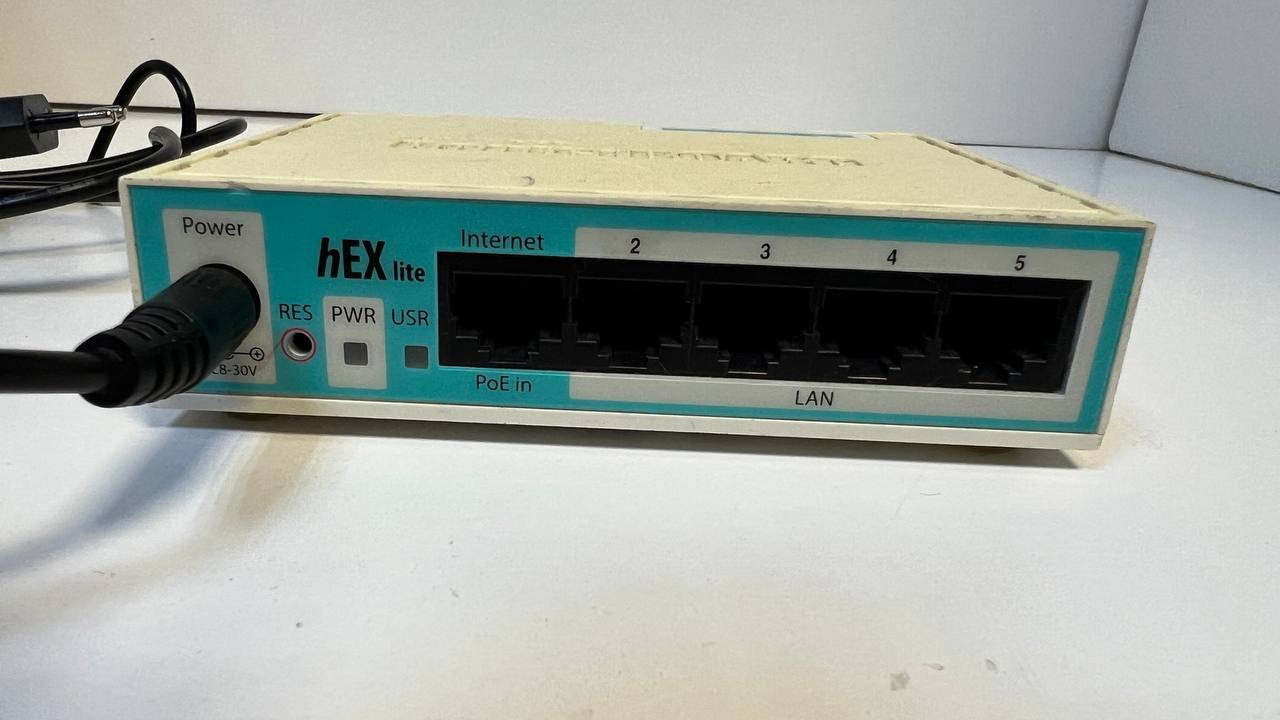 Power
hEX lite
RES
PWR
USR
Internet
2
3
4
5
8-30V
PoE in
LAN